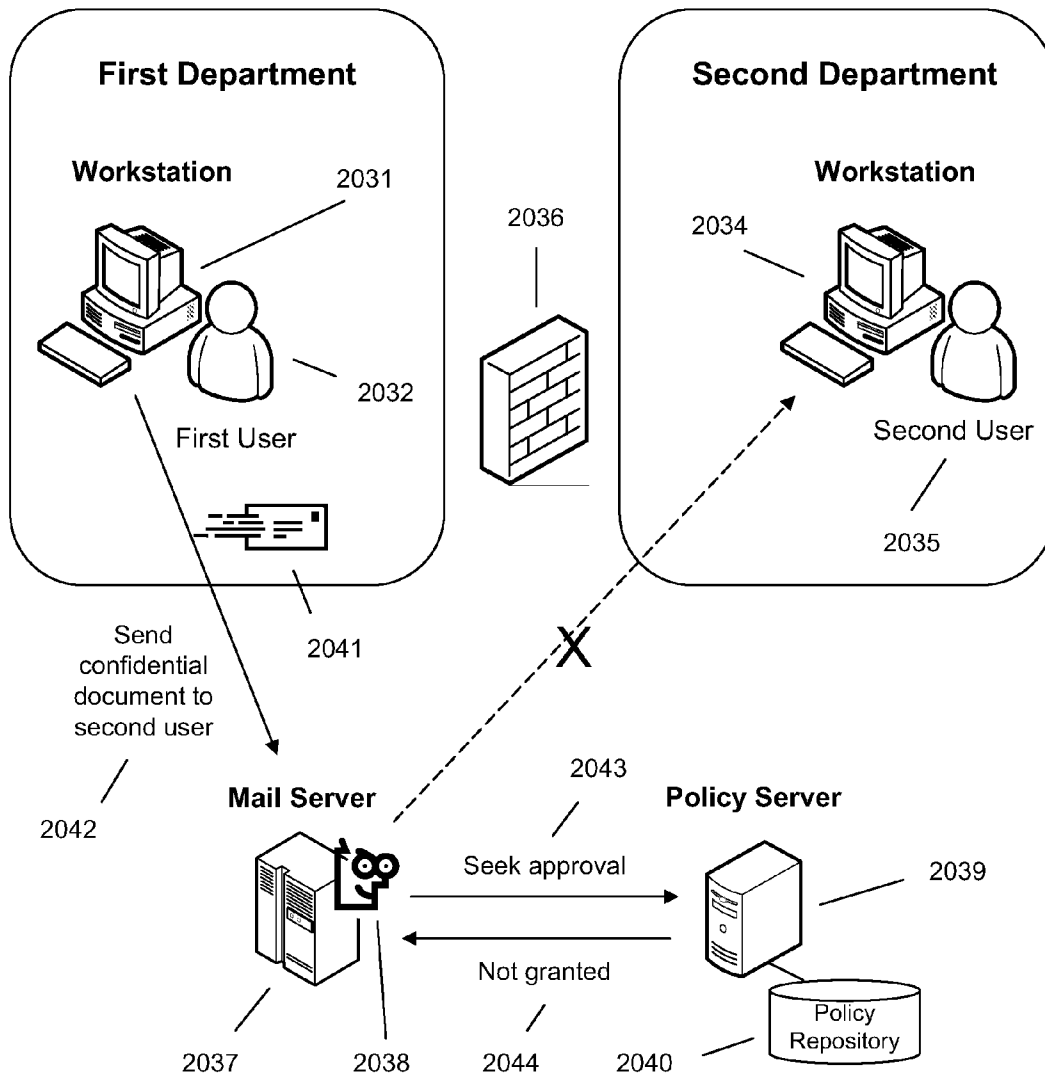 First Department
Second Department
Workstation
Workstation
2031
2036
2034
2032
First User
Second User
2035
2041
Send
confidential
document to
second user
2043
Mail Server
Policy Server
2042
Seek approval
2039
Not granted
Policy
Repository
2037
2038
2044
2040